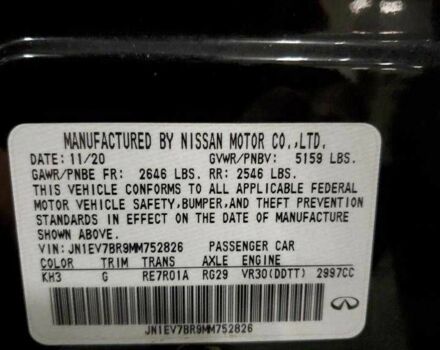 MANUFACTURED BY NISSAN MOTOR CO.,LTD.
DATE: 11/20 GVWR/PNBV: 5159 LBS.
GAWR/PNBE FR: 2646 LBS. RR: 2546 LBS.
THIS VEHICLE CONFORMS TO ALL APPLICABLE FEDERAL
MOTOR VEHICLE SAFETY,BUMPER,AND THEFT PREVENTION
STANDARDS IN EFFECT ON THE DATE OF MANUFACTURE
SHOWN ABOVE.
VIN: JN1EV7BR9MM752826 PASSENGER CAR
COLOR TRIM TRANS AXLE ENGINE
KH3 G RE7R01A RG29 VR30(DDTT) 2997CC
JN1EV7BR9MM752826